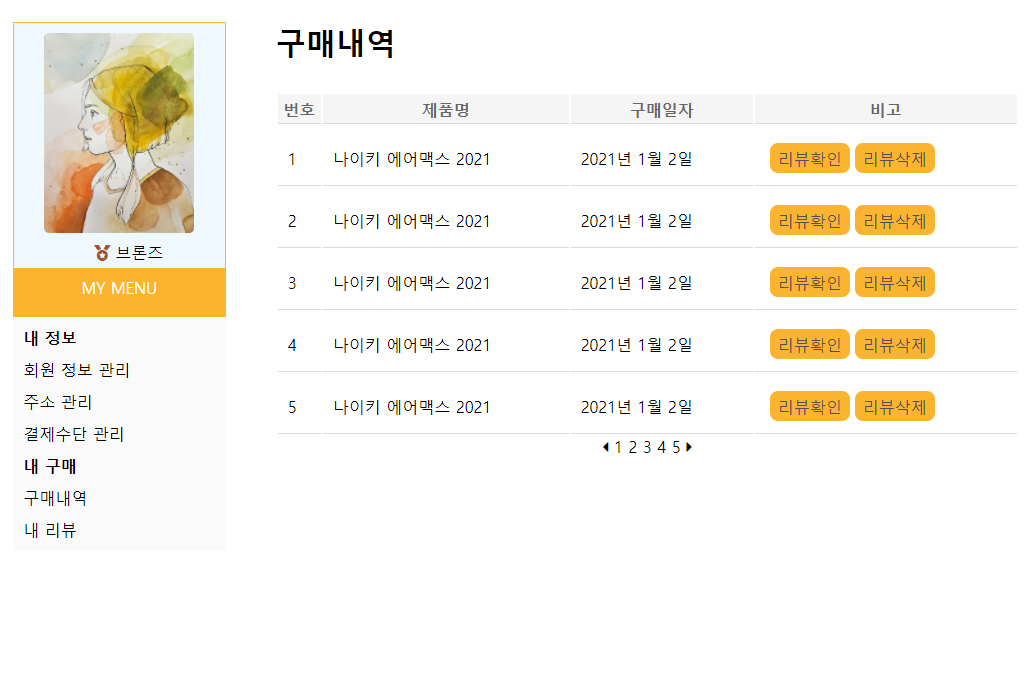 브론즈
MY MENU
내 정보
회원 정보 관리
주소 관리
결제수단 관리
내 구매
구매내역
내 리뷰
구매내역
번호 제품명 구매일자 비고
1 나이키 에어맥스 2021 2021년 1월 2일 리뷰확인 리뷰삭제
2 나이키 에어맥스 2021 2021년 1월 2일 리뷰확인 리뷰삭제
3 나이키 에어맥스 2021 2021년 1월 2일 리뷰확인 리뷰삭제
4 나이키 에어맥스 2021 2021년 1월 2일 리뷰확인 리뷰삭제
5 나이키 에어맥스 2021 2021년 1월 2일 리뷰확인 리뷰삭제
1 2 3 4 5